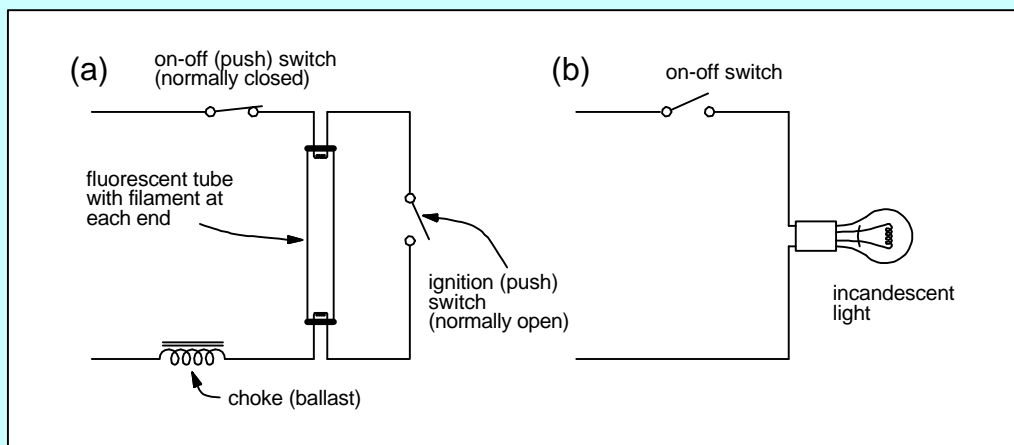 (a)
on-off (push) switch
(normally closed)
fluorescent tube
with filament at
each end
ignition (push)
switch
(normally open)
choke (ballast)
(b)
on-off switch
incandescent
light